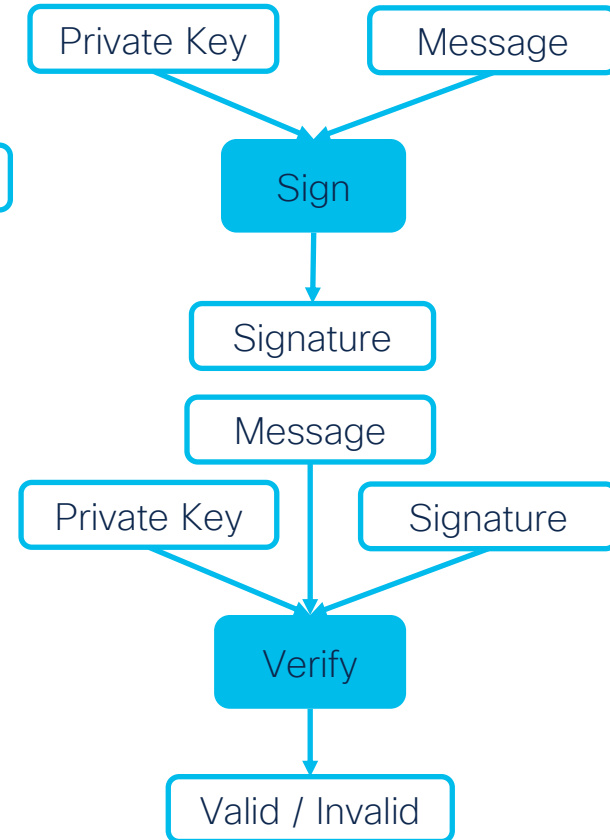 Private Key
Message
Sign
Signature
Message
Private Key
Signature
Verify
Valid / Invalid